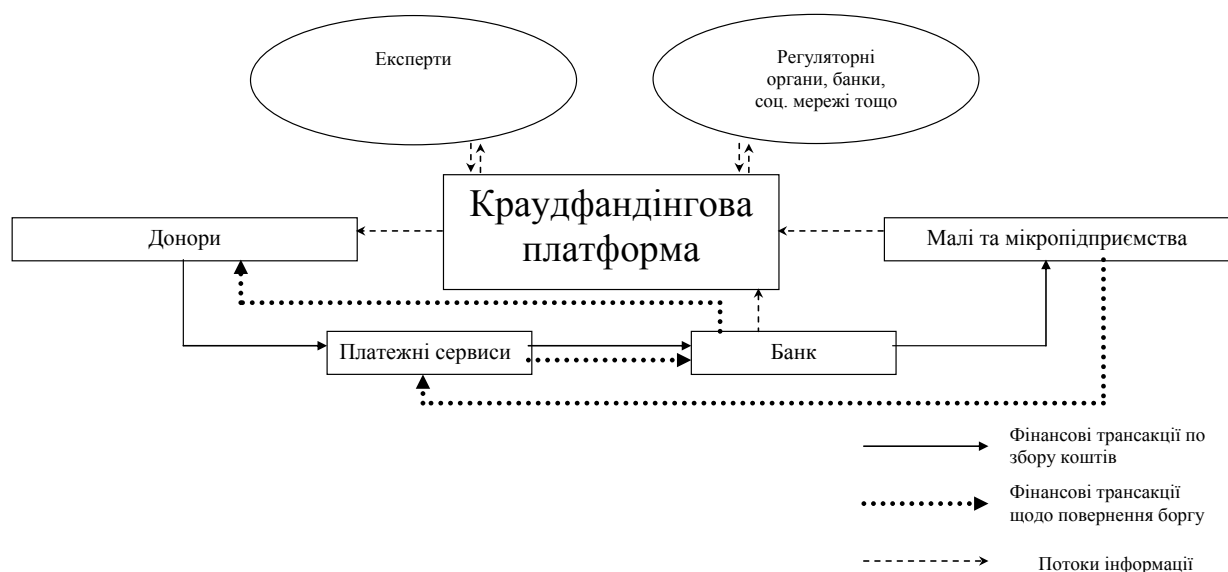 Експерти
Регуляторні
органи, банки,
соц. мережі тощо
Краудфандінгова
платформа
Донори
Малі та мікропідприємства
Платежні сервиси
Банк
Фінансові трансакції по
збору коштів
Фінансові трансакції
щодо повернення боргу
Потоки інформації